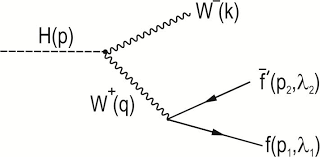 W⁻(k)
H(p)
f̄′(p₂,λ₂)
W⁺(q)
f(p₁,λ₁)